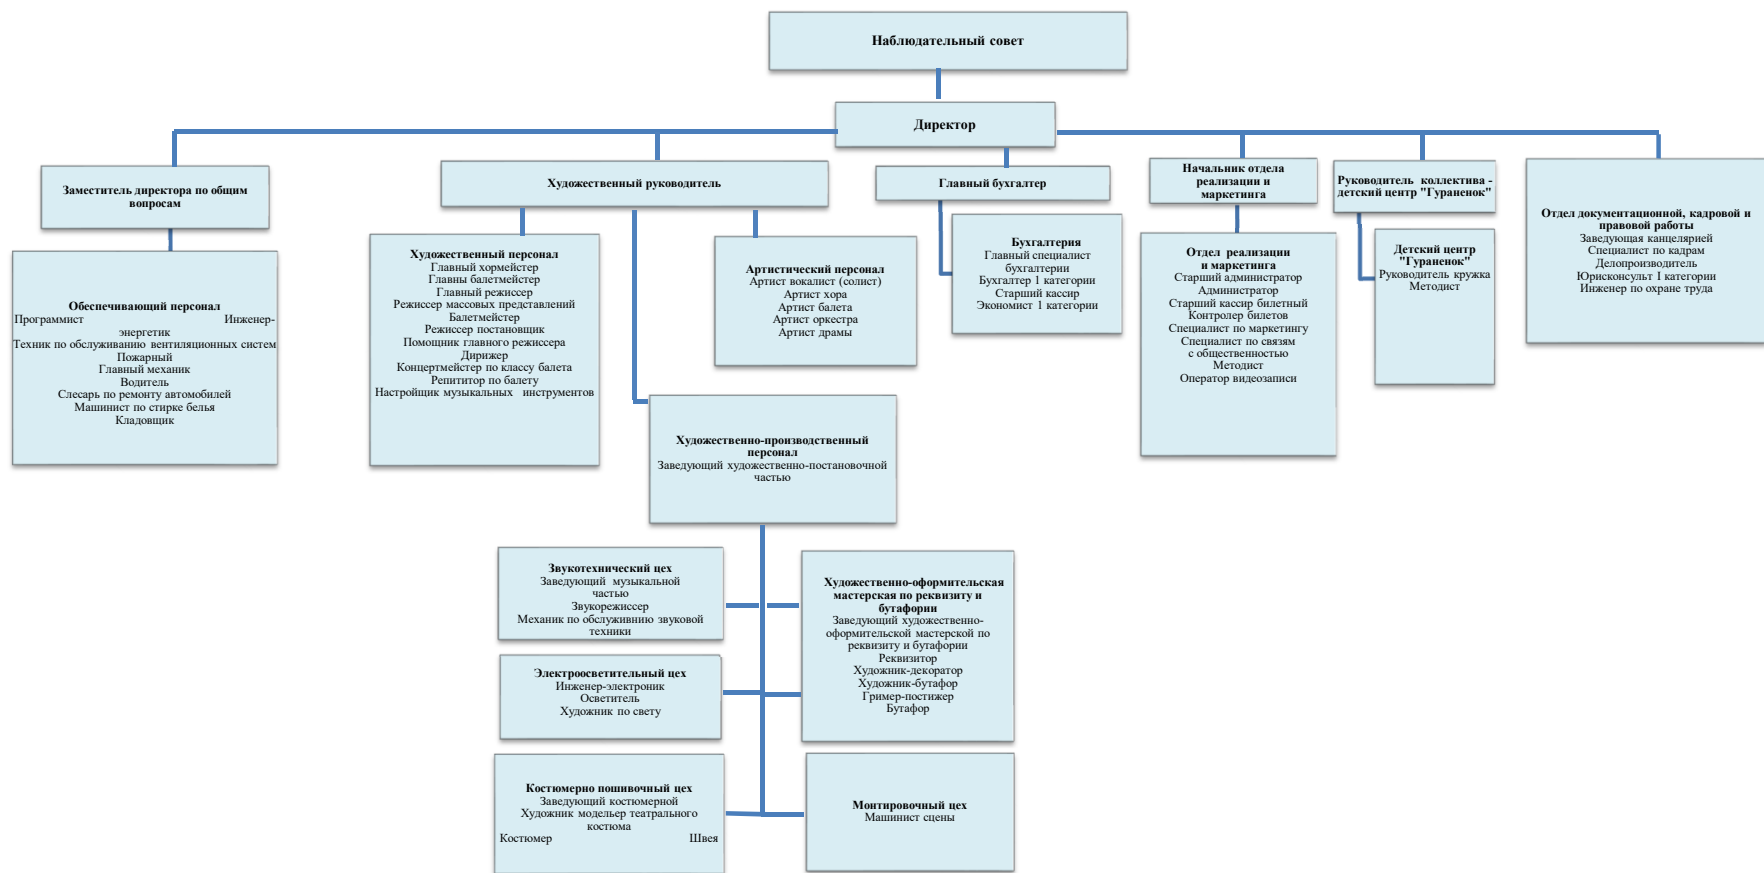 Наблюдательный совет
Директор
Заместитель директора по общим
вопросам
Обеспечивающий персонал
Программист Инженер-
энергетик
Техник по обслуживанию вентиляционных систем
Пожарный
Главный механик
Водитель
Слесарь по ремонту автомобилей
Машинист по стирке белья
Кладовщик
Художественный руководитель
Художественный персонал
Главный хормейстер
Главны балетмейстер
Главный режиссер
Режиссер массовых представлений
Балетмейстер
Режиссер постановщик
Помощник главного режиссера
Дирижер
Концертмейстер по классу балета
Репититор по балету
Настройщик музыкальных инструментов
Артистический персонал
Артист вокалист (солист)
Артист хора
Артист балета
Артист оркестра
Артист драмы
Художественно-производственный
персонал
Заведующий художественно-постановочной
частью
Звукотехнический цех
Заведующий музыкальной
частью
Звукорежиссер
Механик по обслуживнию звуковой
техники
Электроосветительный цех
Инженер-электроник
Осветитель
Художник по свету
Костюмерно пошивочный цех
Заведующий костюмерной
Художник модельер театрального
костюма
Костюмер Швея
Художественно-оформительская
мастерская по реквизиту и
бутафории
Заведующий художественно-
оформительской мастерской по
реквизиту и бутафории
Реквизитор
Художник-декоратор
Художник-бутафор
Гример-постижер
Бутафор
Монтировочный цех
Машинист сцены
Главный бухгалтер
Бухгалтерия
Главный специалист
бухгалтерии
Бухгалтер 1 категории
Старший кассир
Экономист 1 категории
Начальник отдела
реализации и
маркетинга
Отдел реализации
и маркетинга
Старший администратор
Администратор
Старший кассир билетный
Контролер билетов
Специалист по маркетингу
Специалист по связям
с общественностью
Методист
Оператор видеозаписи
Руководитель коллектива -
детский центр "Гураненок"
Детский центр
"Гураненок"
Руководитель кружка
Методист
Отдел документационной, кадровой и
правовой работы
Заведующая канцелярией
Специалист по кадрам
Делопроизводитель
Юрисконсульт I категории
Инженер по охране труда